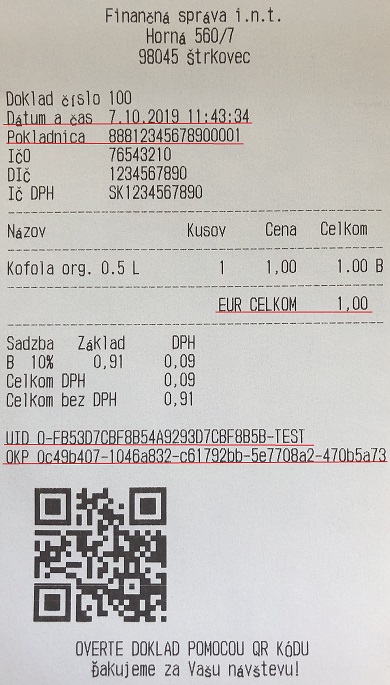 Finančná správa i.n.t.
Horná 560/7
98045 Štrkovec
Doklad číslo 100
Dátum a čas 7.10.2019 11:43:34
Pokladnica 88812345678900001
IČO 76543210
DIČ 1234567890
IČ DPH SK1234567890
Názov Kusov Cena Celkom
Kofola org. 0.5 L 1 1,00 1.00 B
EUR CELKOM 1,00
Sadzba Základ DPH
B 10% 0,91 0,09
Celkom DPH 0,09
Celkom bez DPH 0,91
UID O-FB53D7CBF8B54A9293D7CBF8B5B-TEST
OKP 0c49b407-1046a832-c61792bb-5e7708a2-470b5a73
OVERTE DOKLAD POMOCOU QR KÓDU
Ďakujeme za Vašu návštevu!